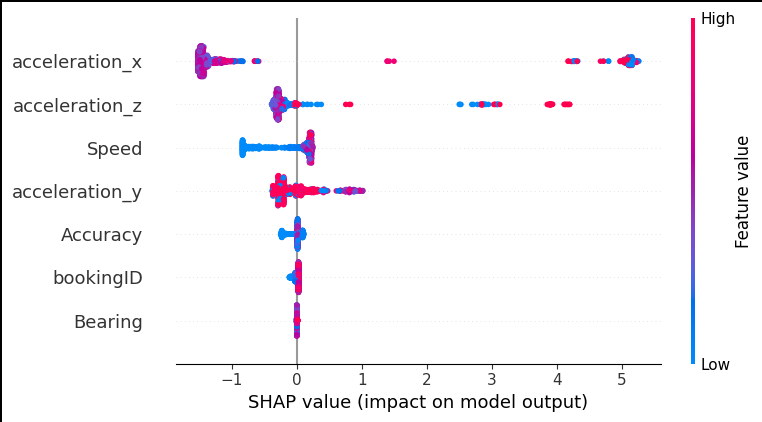 High
acceleration_x
acceleration_z
Speed
acceleration_y
Accuracy
bookingID
Bearing
Feature value
Low
−1 0 1 2 3 4 5
SHAP value (impact on model output)